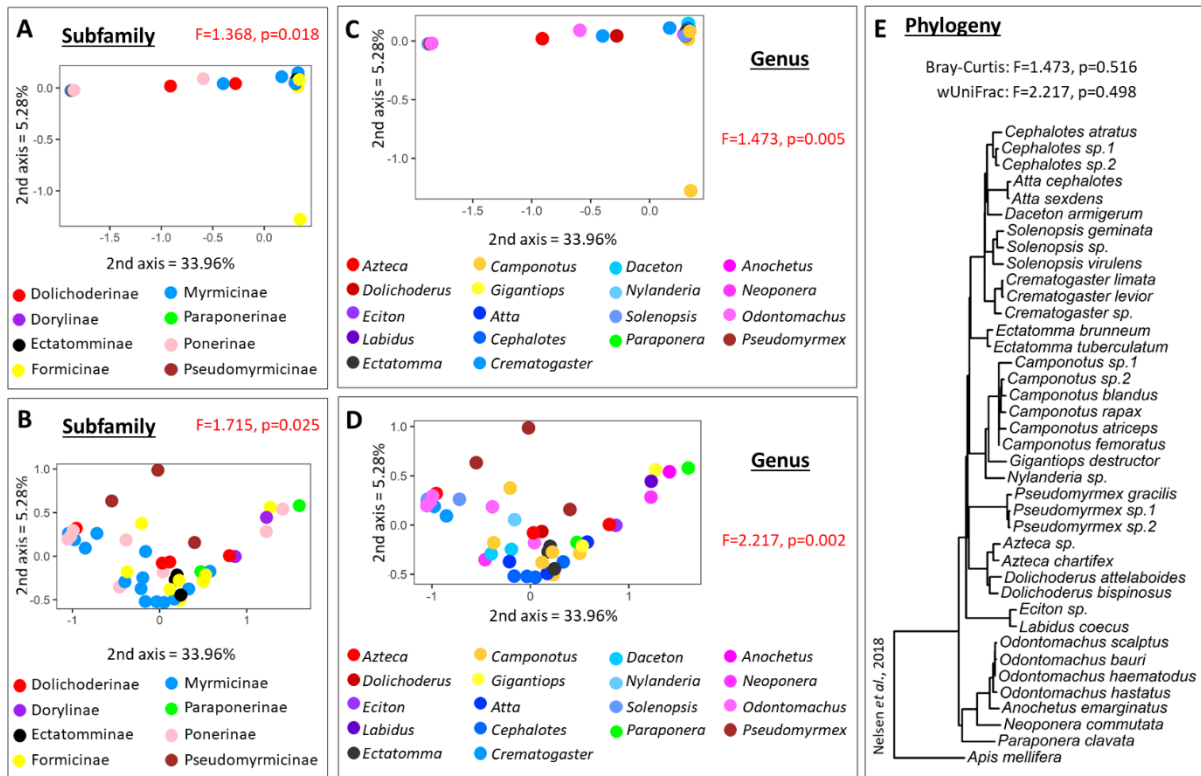 A
Subfamily
F=1.368, p=0.018
2nd axis = 5.28%
0.0
-0.5
-1.0
-1.5
-1.0
-0.5
0.0
2nd axis = 33.96%
Dolichoderinae
Myrmicinae
Dorylinae
Paraponerinae
Ectatomminae
Ponerinae
Formicinae
Pseudomyrmicinae
B
Subfamily
F=1.715, p=0.025
2nd axis = 5.28%
1.0
0.5
0.0
-0.5
-1
0
1
2nd axis = 33.96%
Dolichoderinae
Myrmicinae
Dorylinae
Paraponerinae
Ectatomminae
Ponerinae
Formicinae
Pseudomyrmicinae
C
Genus
F=1.473, p=0.005
2nd axis = 5.28%
0.0
-0.5
-1.0
-1.5
-1.0
-0.5
0.0
2nd axis = 33.96%
Azteca
Camponotus
Daceton
Anochetus
Dolichoderus
Gigantiops
Nylanderia
Neoponera
Eciton
Atta
Solenopsis
Odontomachus
Labidus
Cephalotes
Paraponera
Pseudomyrmex
Ectatomma
Crematogaster
D
Genus
F=2.217, p=0.002
2nd axis = 5.28%
1.0
0.5
0.0
-0.5
-1
0
1
2nd axis = 33.96%
Azteca
Camponotus
Daceton
Anochetus
Dolichoderus
Gigantiops
Nylanderia
Neoponera
Eciton
Atta
Solenopsis
Odontomachus
Labidus
Cephalotes
Paraponera
Pseudomyrmex
Ectatomma
Crematogaster
E Phylogeny
Bray-Curtis: F=1.473, p=0.516
wUniFrac: F=2.217, p=0.498
Cephalotes atratus
Cephalotes sp.1
Cephalotes sp.2
Atta cephalotes
Atta sexdens
Daceton armigerum
Solenopsis geminata
Solenopsis sp.
Solenopsis virulens
Crematogaster limata
Crematogaster levior
Crematogaster sp.
Ectatomma brunneum
Ectatomma tuberculatum
Camponotus sp.1
Camponotus sp.2
Camponotus blandus
Camponotus rapax
Camponotus atriceps
Camponotus femoratus
Gigantiops destructor
Nylanderia sp.
Pseudomyrmex gracilis
Pseudomyrmex sp.1
Pseudomyrmex sp.2
Azteca sp.
Azteca chartifex
Dolichoderus attelaboides
Dolichoderus bispinosus
Eciton sp.
Labidus coecus
Odontomachus scalptus
Odontomachus bauri
Odontomachus haematodus
Odontomachus hastatus
Anochetus emarginatus
Neoponera commutata
Paraponera clavata
Apis mellifera
Nelsen et al., 2018